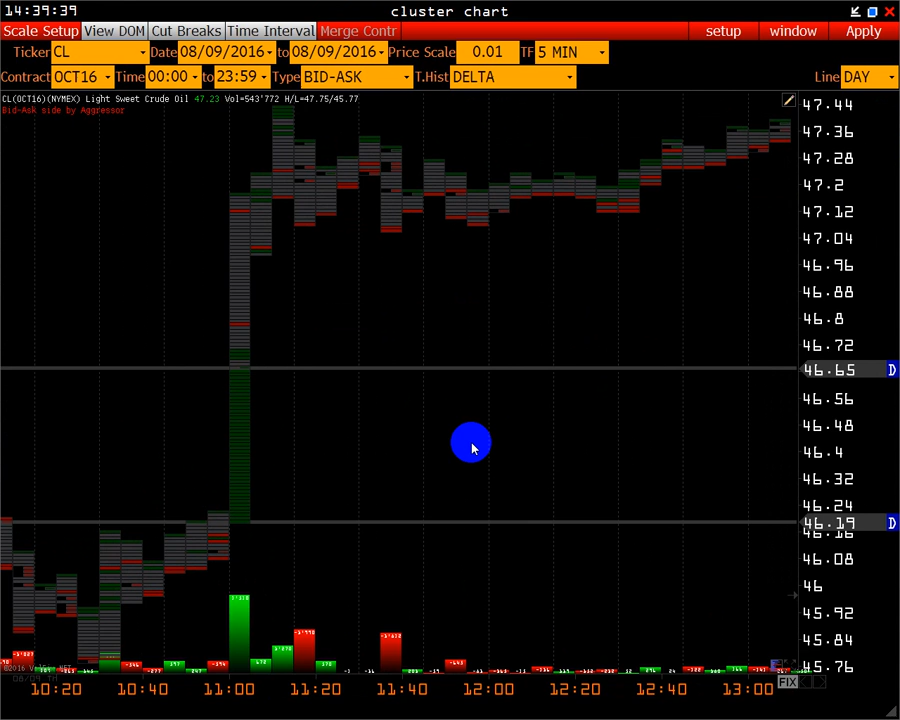 14:39:39 cluster chart
Scale Setup View DOM Cut Breaks Time Interval Merge Contr setup window Apply
Ticker CL Date 08/09/2016 to 08/09/2016 Price Scale 0.01 TF 5 MIN
Contract OCT16 Time 00:00 to 23:59 Type BID-ASK T.Hist DELTA Line DAY
CL(OCT16)(NYMEX) Light Sweet Crude Oil 47.23 Vol=543'772 H/L=47.75/45.77
Bid-Ask side by Aggressor
47.44
47.36
47.28
47.2
47.12
47.04
46.96
46.88
46.8
46.72
46.65 D
46.56
46.48
46.4
46.32
46.24
46.19 D
46.16
46.08
46
45.92
45.84
45.76
10:20 10:40 11:00 11:20 11:40 12:00 12:20 12:40 13:00 FIX